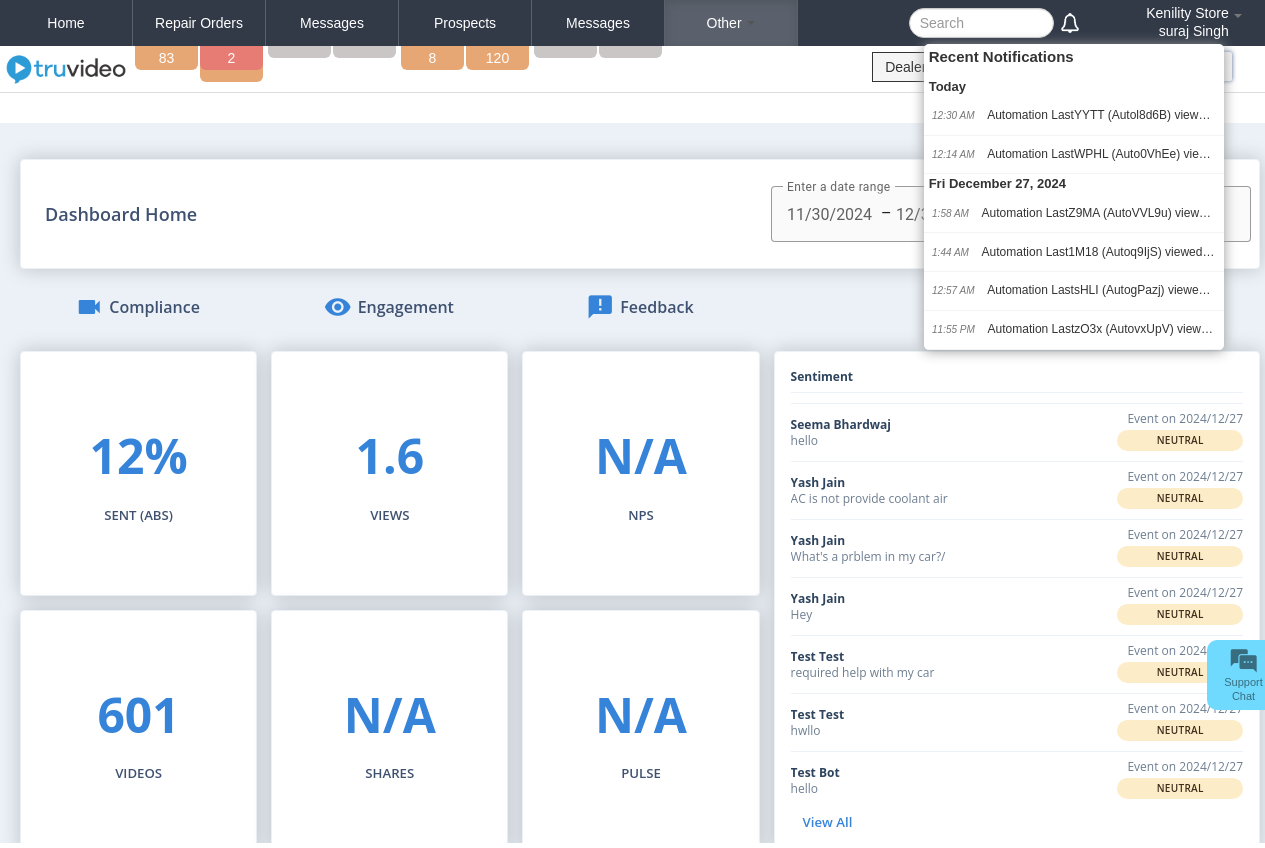 Home
Repair Orders
Messages
Prospects
Messages
Other
Search
Kenility Store
suraj Singh
truvideo
83
2
8
120
Dealer
Recent Notifications
Today
12:30 AM Automation LastYYTT (Autol8d6B) view…
12:14 AM Automation LastWPHL (Auto0VhEe) vie…
Fri December 27, 2024
1:58 AM Automation LastZ9MA (AutoVVL9u) view…
1:44 AM Automation Last1M18 (Autoq9IjS) viewed…
12:57 AM Automation LastsHLI (AutogPazj) viewe…
11:55 PM Automation LastzO3x (AutovxUpV) view…
Dashboard Home
Enter a date range
11/30/2024 – 12/3
Compliance
Engagement
Feedback
12%
SENT (ABS)
1.6
VIEWS
N/A
NPS
601
VIDEOS
N/A
SHARES
N/A
PULSE
Sentiment
Seema Bhardwaj
hello
Event on 2024/12/27
NEUTRAL
Yash Jain
AC is not provide coolant air
Event on 2024/12/27
NEUTRAL
Yash Jain
What's a prblem in my car?/
Event on 2024/12/27
NEUTRAL
Yash Jain
Hey
Event on 2024/12/27
NEUTRAL
Test Test
required help with my car
Event on 2024
NEUTRAL
Test Test
hwllo
Event on 2024/12/27
NEUTRAL
Test Bot
hello
Event on 2024/12/27
NEUTRAL
View All
Support
Chat